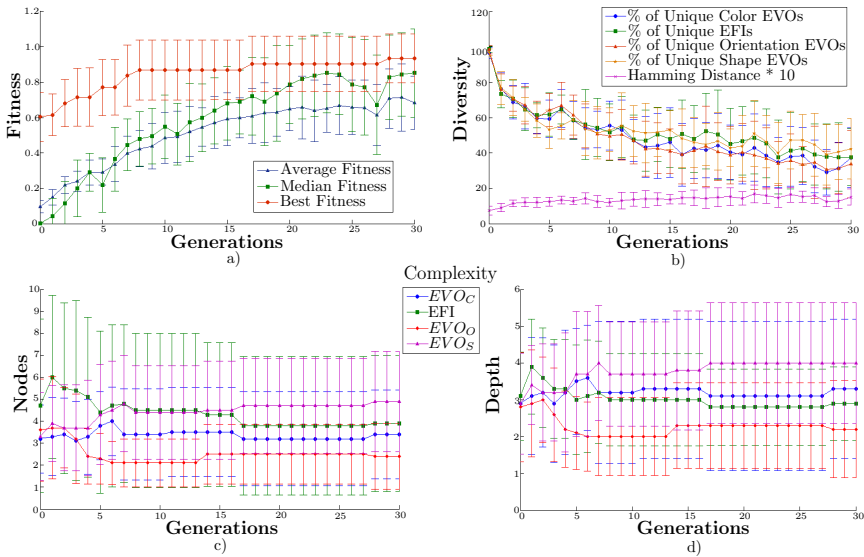 1.2
1.0
0.8
0.6
0.4
0.2
0
Fitness
0 5 10 15 20 25 30
Generations
a)
Average Fitness
Median Fitness
Best Fitness
120
100
80
60
40
20
0
Diversity
0 5 10 15 20 25 30
Generations
b)
% of Unique Color EVOs
% of Unique EFIs
% of Unique Orientation EVOs
% of Unique Shape EVOs
Hamming Distance * 10
Complexity
EVO_C
EFI
EVO_O
EVO_S
10
9
8
7
6
5
4
3
2
1
0
Nodes
0 5 10 15 20 25 30
Generations
c)
6
5
4
3
2
1
0
Depth
0 5 10 15 20 25 30
Generations
d)